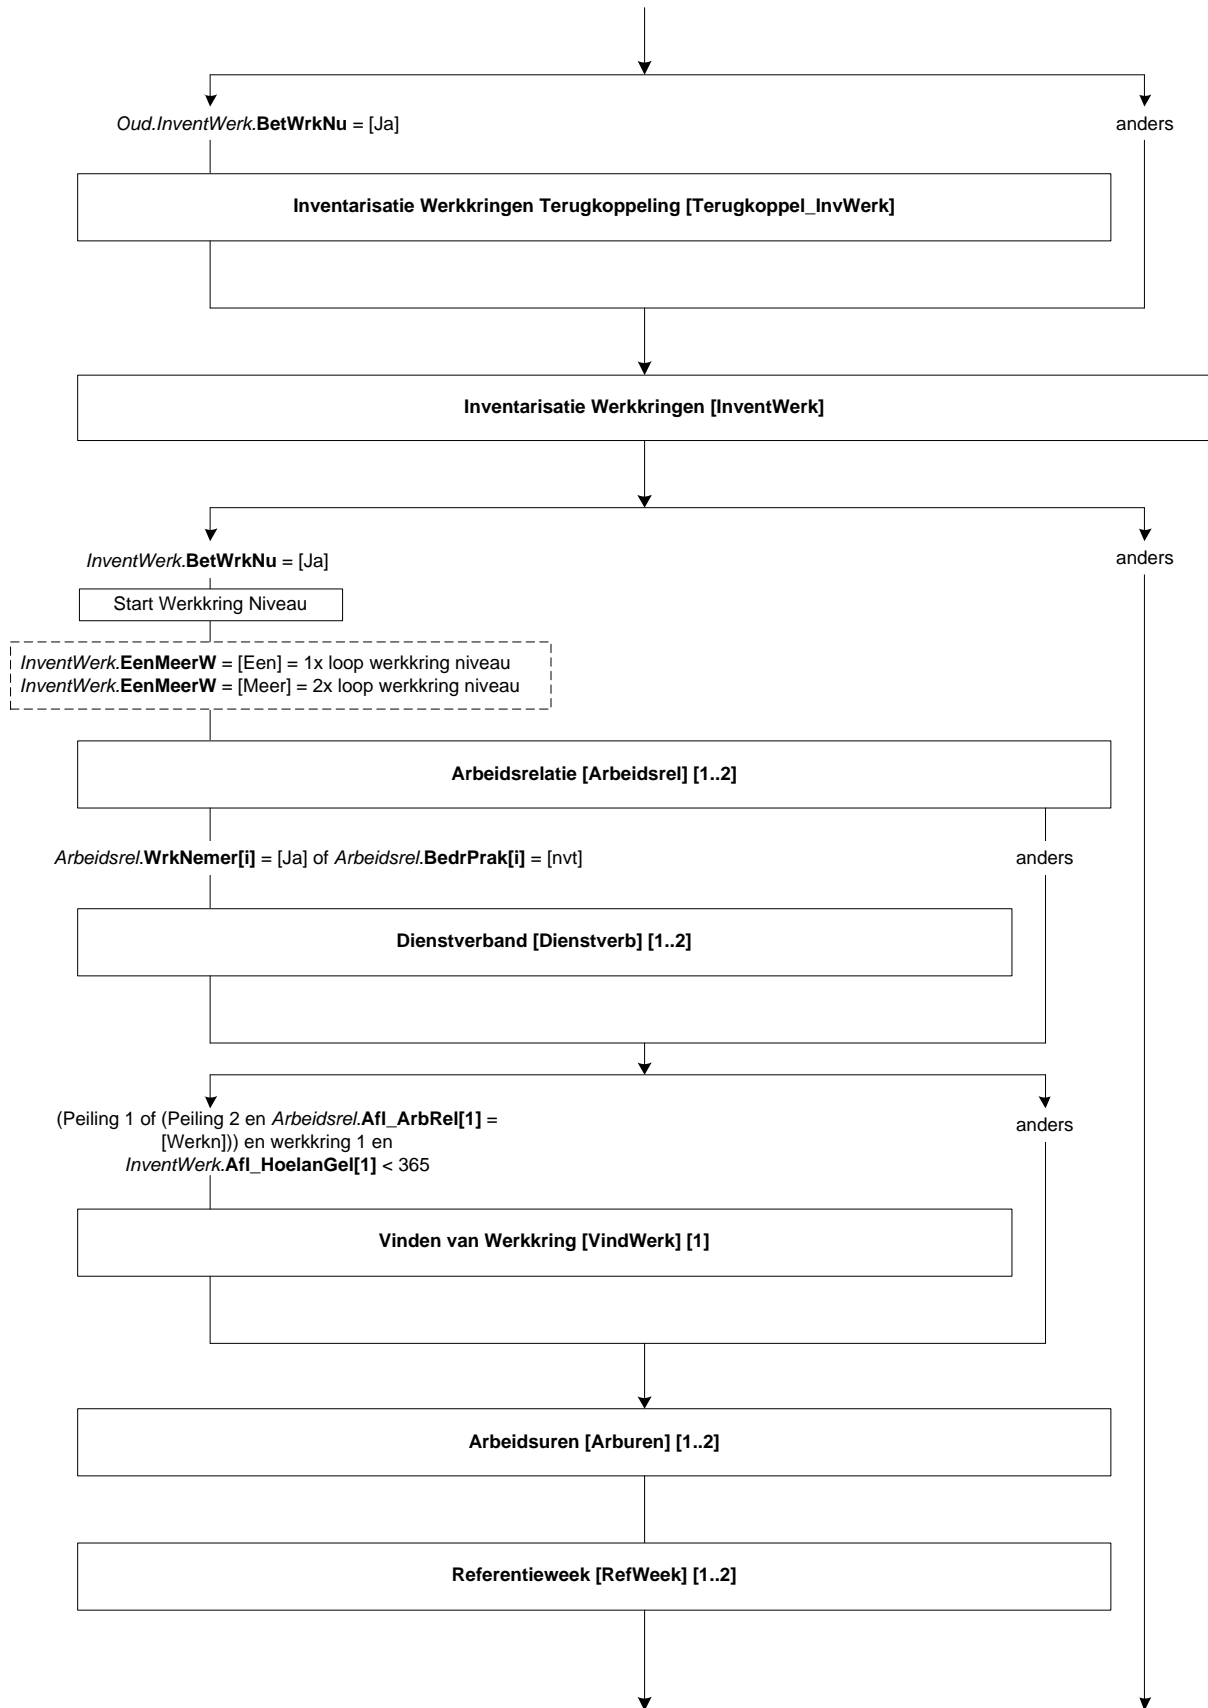 Oud.InventWerk.BetWrkNu = [Ja]
anders
Inventarisatie Werkkringen Terugkoppeling [Terugkoppel_InvWerk]
Inventarisatie Werkkringen [InventWerk]
InventWerk.BetWrkNu = [Ja]
anders
Start Werkkring Niveau
InventWerk.EenMeerW = [Een] = 1x loop werkkring niveau
InventWerk.EenMeerW = [Meer] = 2x loop werkkring niveau
Arbeidsrelatie [Arbeidsrel] [1..2]
Arbeidsrel.WrkNemer[i] = [Ja] of Arbeidsrel.BedrPrak[i] = [nvt]
anders
Dienstverband [Dienstverb] [1..2]
(Peiling 1 of (Peiling 2 en Arbeidsrel.Afl_ArbRel[1] =
[Werkn])) en werkkring 1 en
InventWerk.Afl_HoelanGel[1] < 365
anders
Vinden van Werkkring [VindWerk] [1]
Arbeidsuren [Arburen] [1..2]
Referentieweek [RefWeek] [1..2]